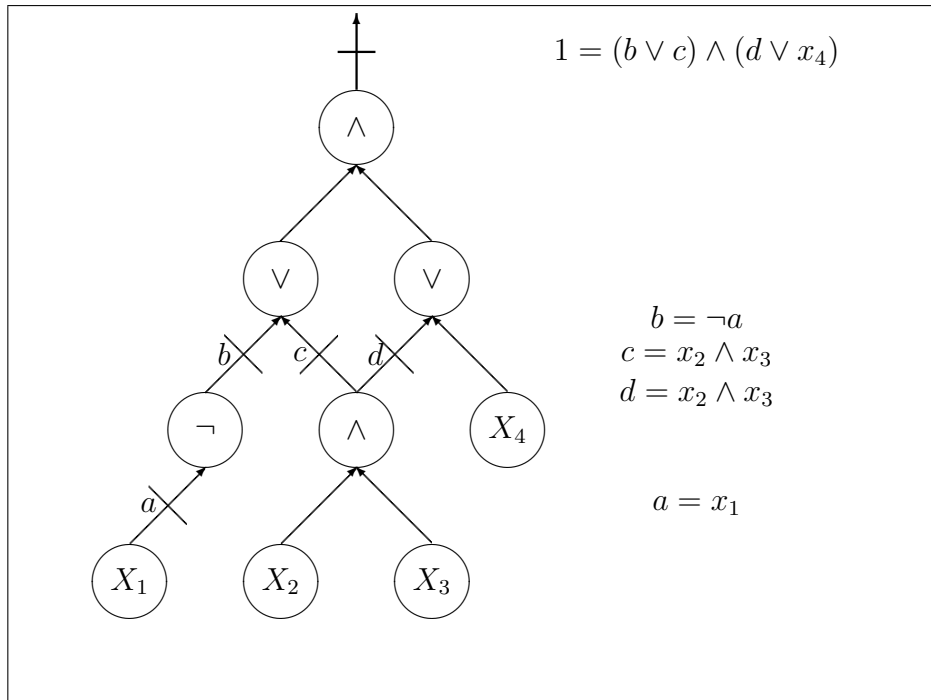 1 = (b ∨ c) ∧ (d ∨ x₄)
∧
∨ ∨
b c d
b = ¬a
c = x₂ ∧ x₃
d = x₂ ∧ x₃
¬ ∧ X₄
a
a = x₁
X₁ X₂ X₃